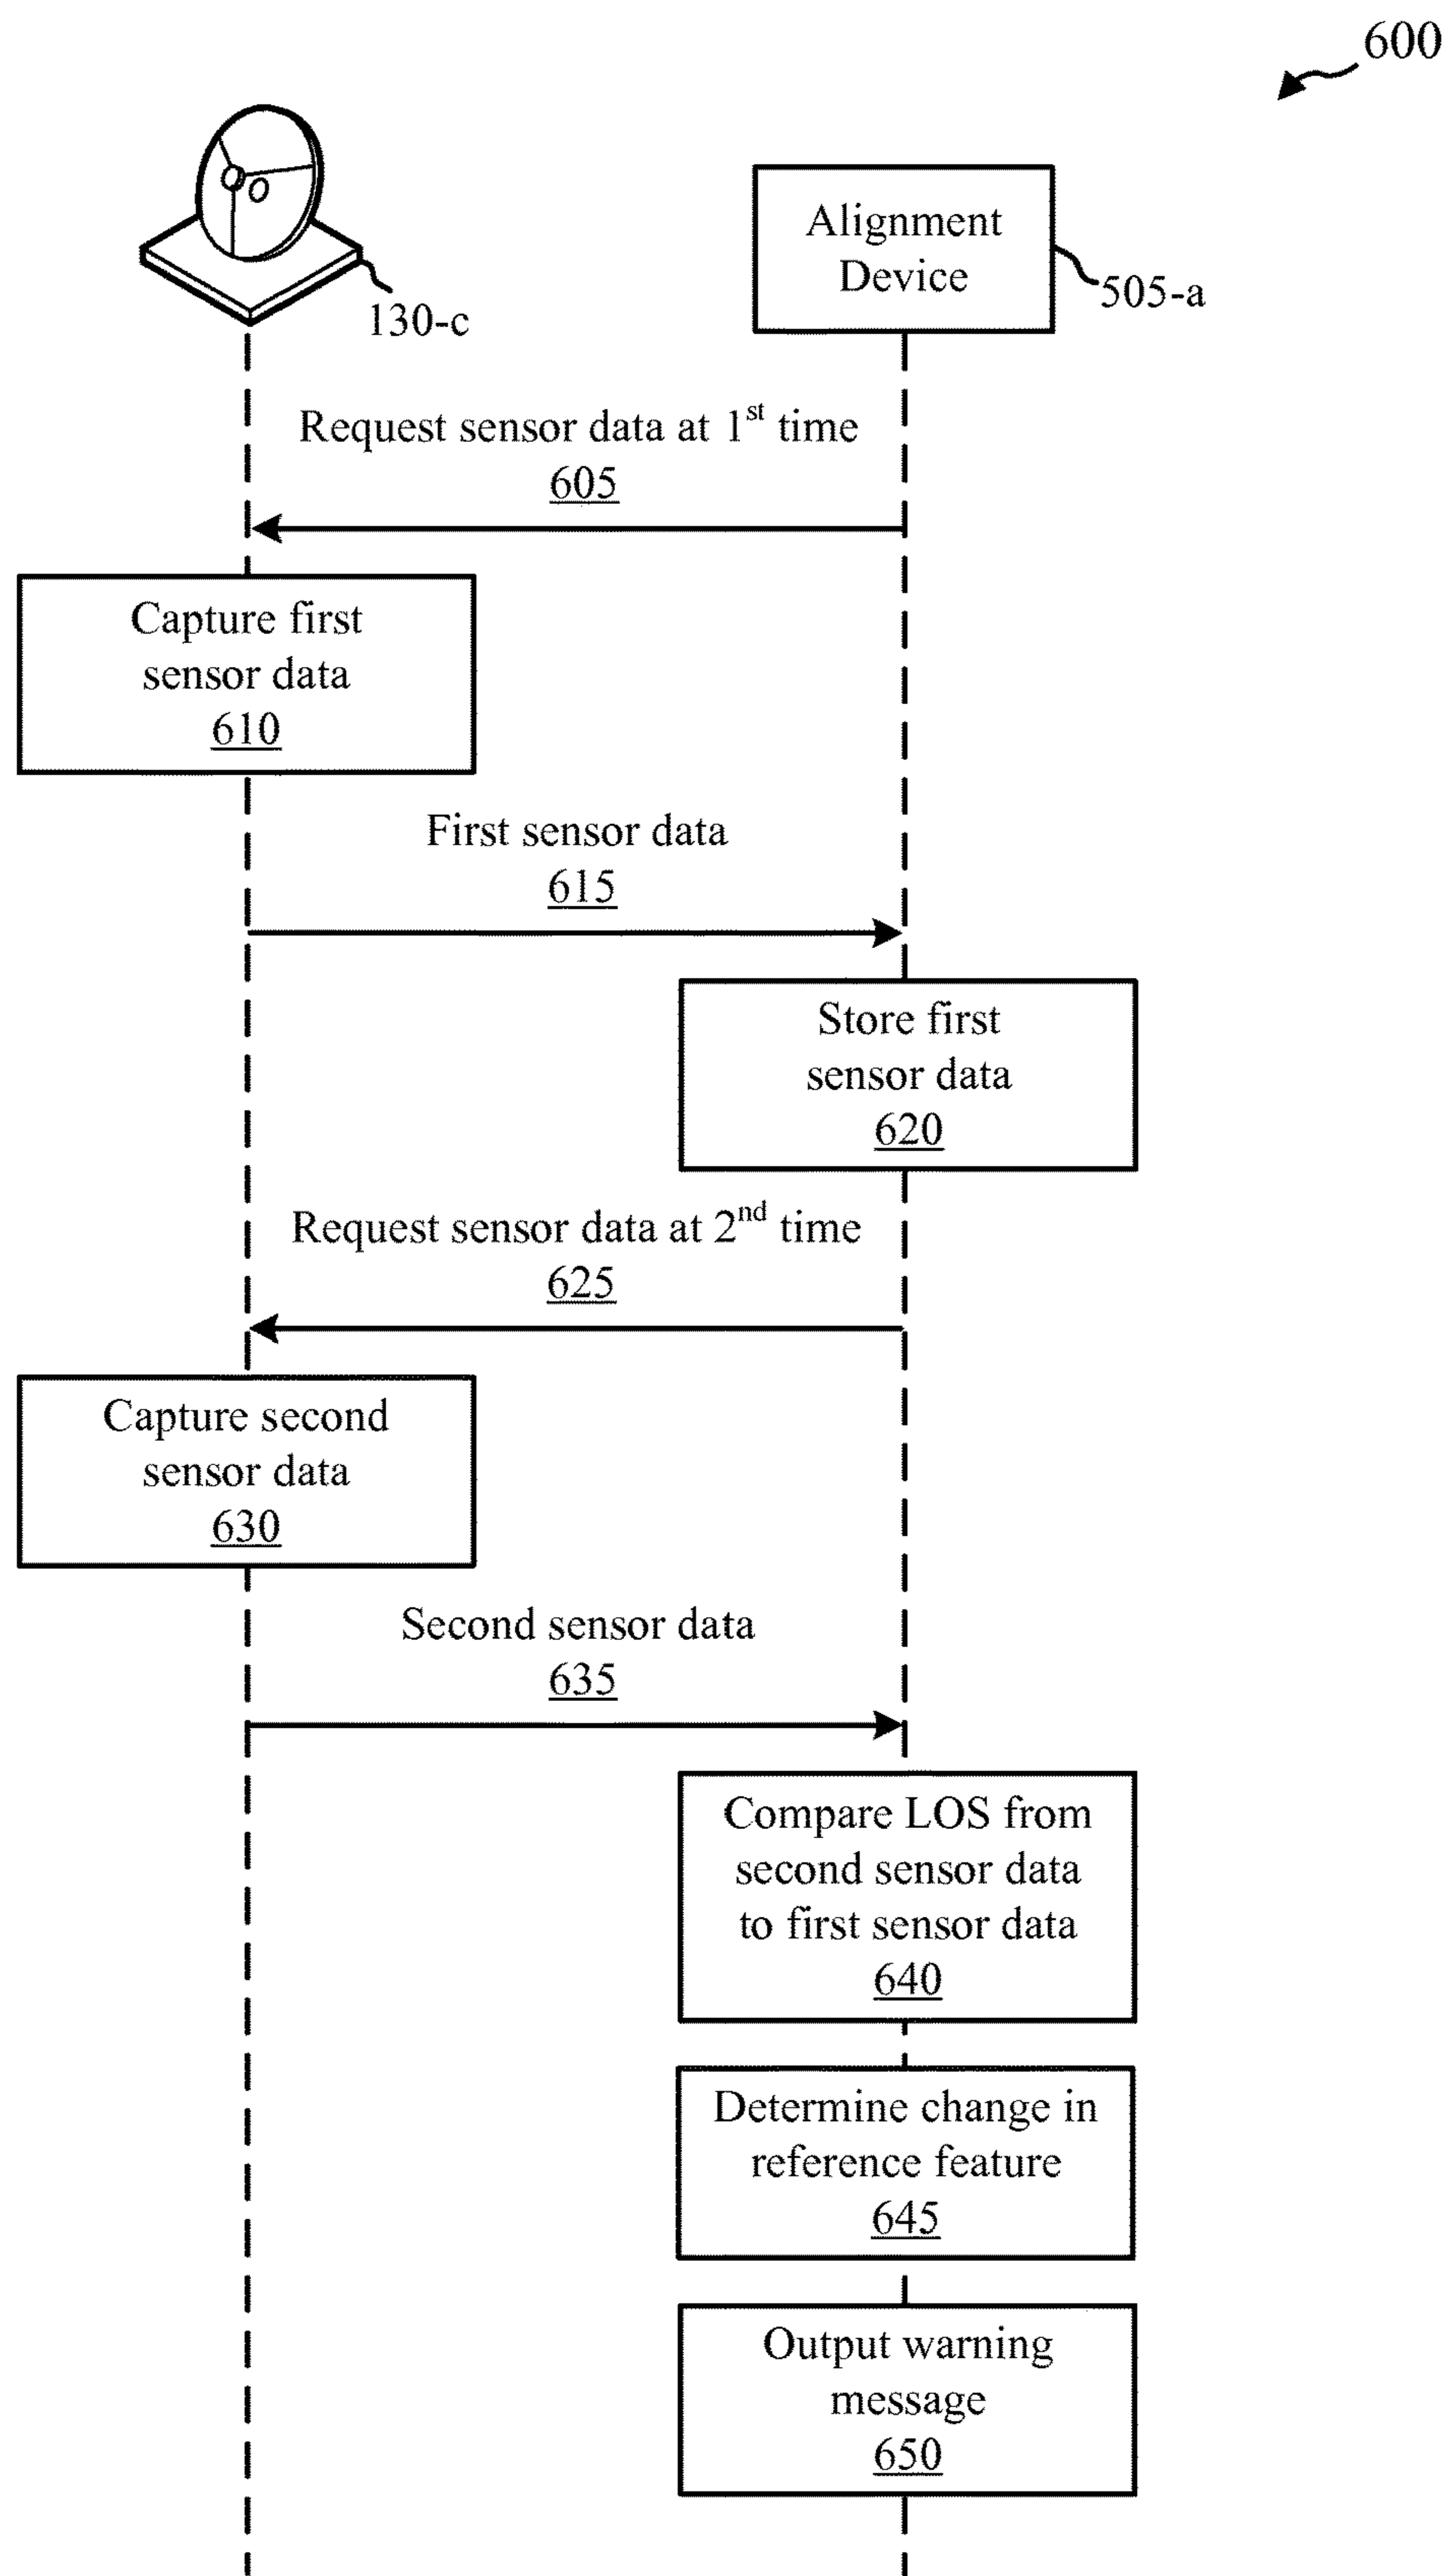 600
Alignment
Device
130-c
505-a
Request sensor data at 1st time
605
Capture first
sensor data
610
First sensor data
615
Store first
sensor data
620
Request sensor data at 2nd time
625
Capture second
sensor data
630
Second sensor data
635
Compare LOS from
second sensor data
to first sensor data
640
Determine change in
reference feature
645
Output warning
message
650